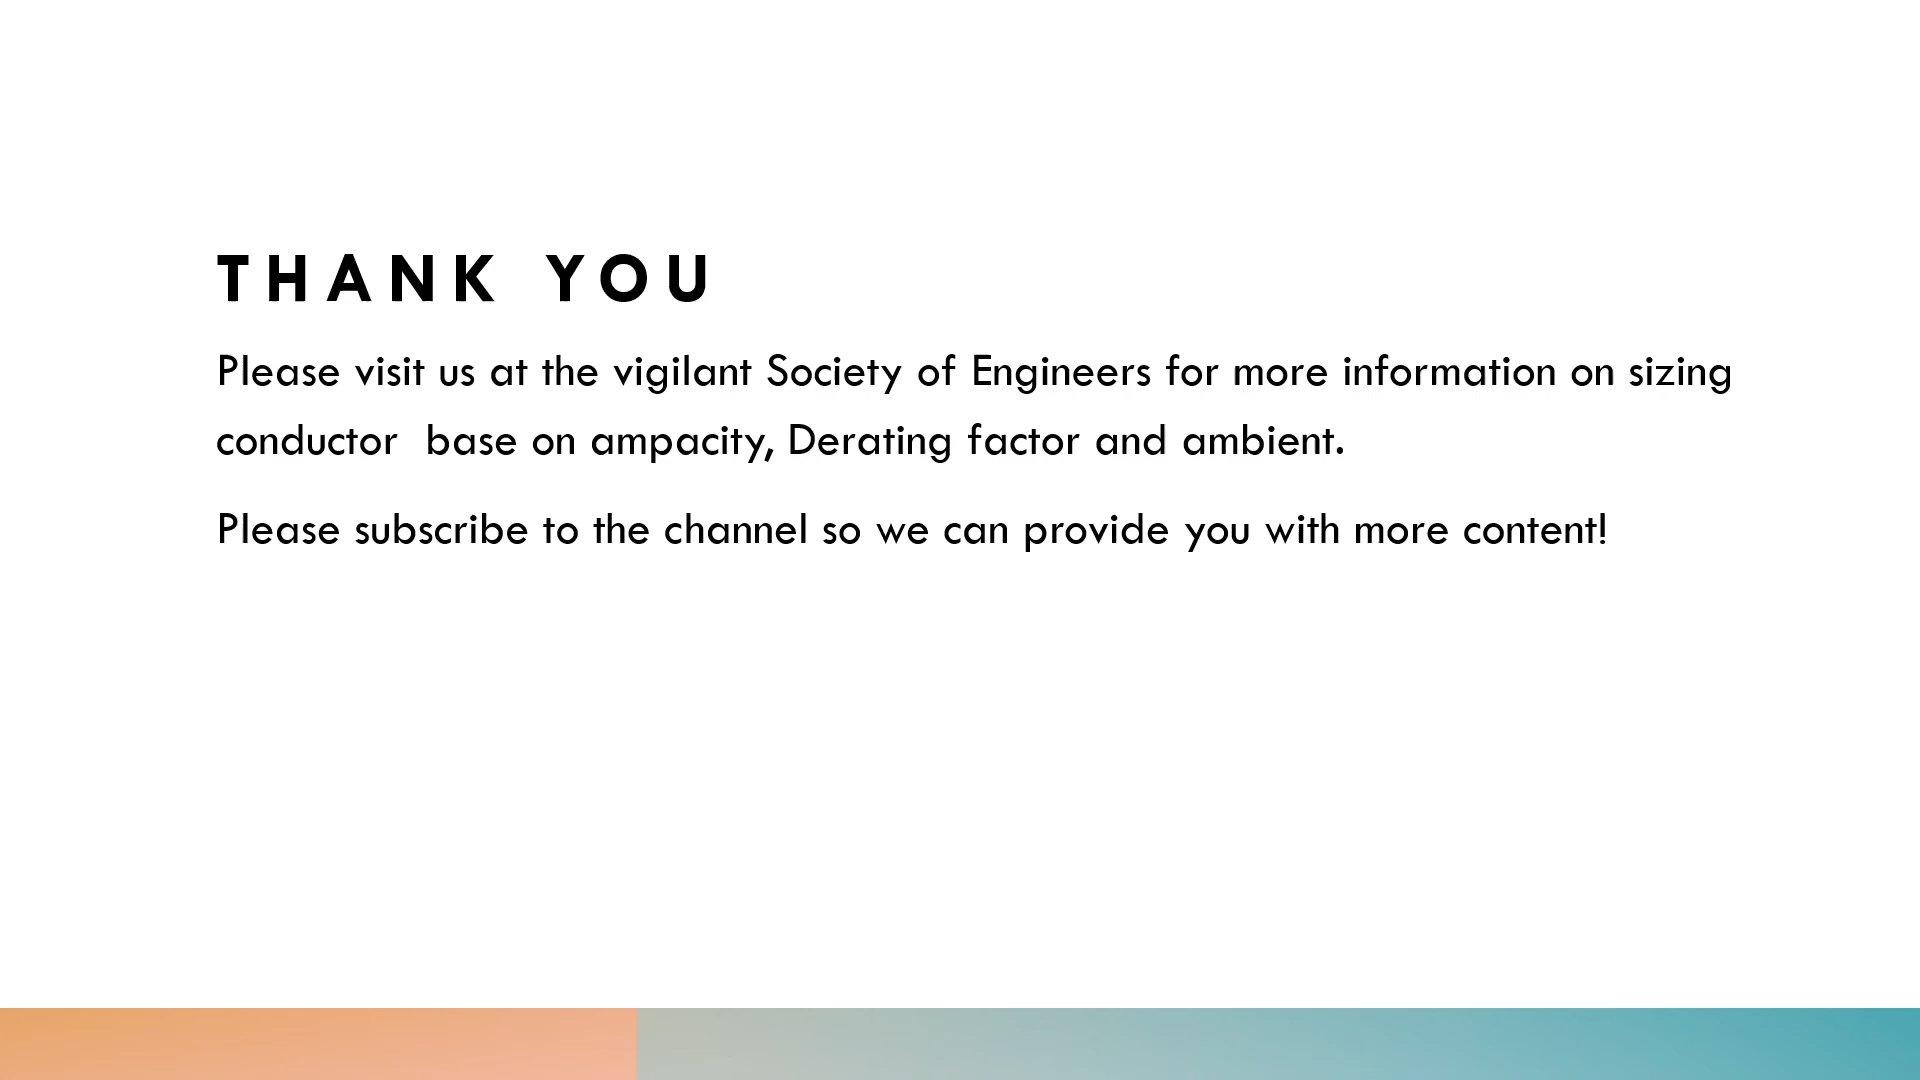 THANK YOU
Please visit us at the vigilant Society of Engineers for more information on sizing
conductor  base on ampacity, Derating factor and ambient.
Please subscribe to the channel so we can provide you with more content!